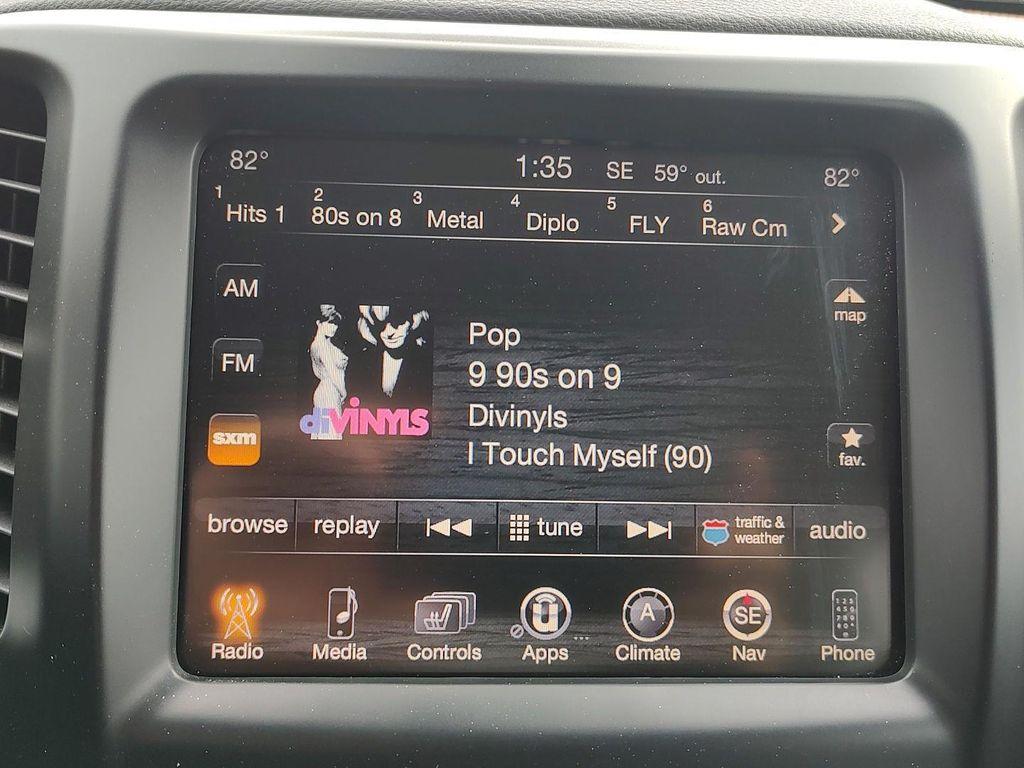 82° 1:35 SE 59° out. 82°
1 Hits 1 2 80s on 8 3 Metal 4 Diplo 5 FLY 6 Raw Cm
AM
map
Pop
FM
9 90s on 9
diVINYLS
Divinyls
sxm
fav.
I Touch Myself (90)
browse replay tune traffic &
weather
audio
A SE
Radio Media Controls Apps Climate Nav Phone